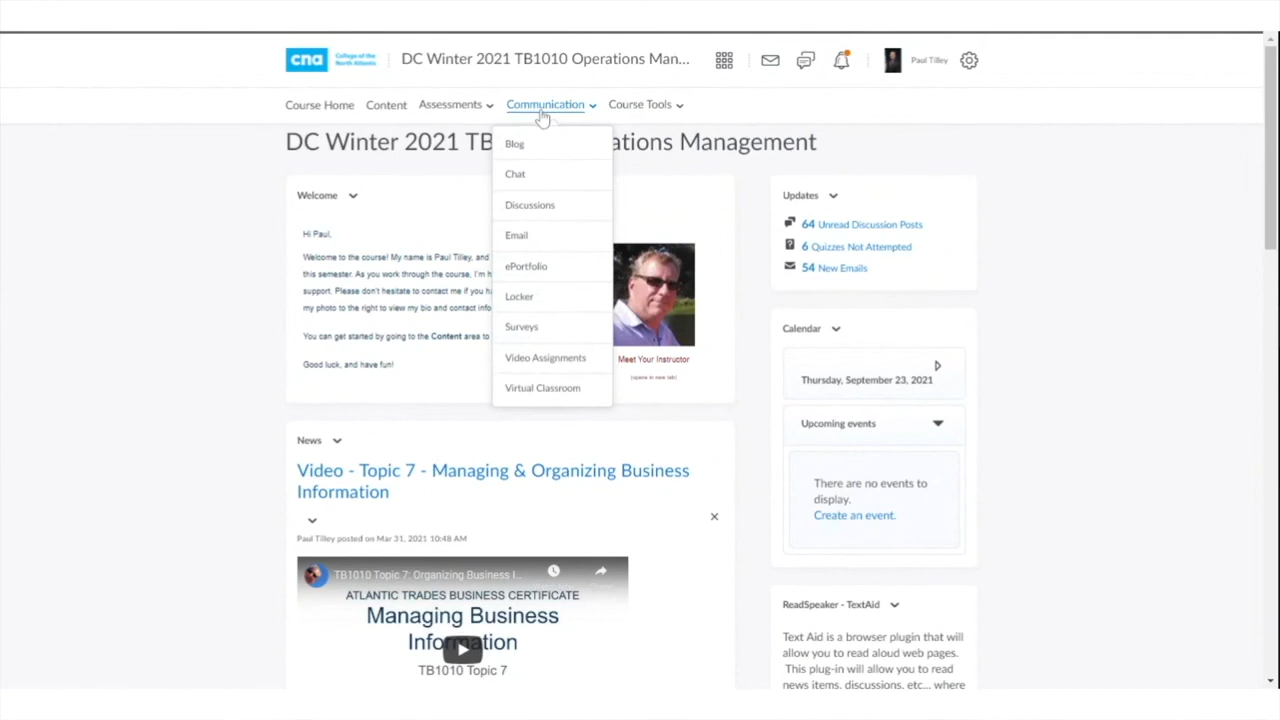 cna College of the
North Atlantic
DC Winter 2021 TB1010 Operations Man...
Paul Tilley
Course Home Content Assessments Communication Course Tools
DC Winter 2021 TB ations Management
Blog
Chat
Discussions
Email
ePortfolio
Locker
Surveys
Video Assignments
Virtual Classroom
Welcome
Hi Paul,
Welcome to the course! My name is Paul Tilley, and
this semester. As you work through the course, I'm h
support. Please don't hesitate to contact me if you h
my photo to the right to view my bio and contact info
You can get started by going to the Content area to
Good luck, and have fun!
Meet Your Instructor
(opens in new tab)
Updates
64 Unread Discussion Posts
6 Quizzes Not Attempted
54 New Emails
Calendar
Thursday, September 23, 2021
Upcoming events
There are no events to
display.
Create an event.
News
Video - Topic 7 - Managing & Organizing Business
Information
Paul Tilley posted on Mar 31, 2021 10:48 AM
TB1010 Topic 7: Organizing Business I...
ATLANTIC TRADES BUSINESS CERTIFICATE
Managing Business
Information
TB1010 Topic 7
ReadSpeaker - TextAid
Text Aid is a browser plugin that will
allow you to read aloud web pages.
This plug-in will allow you to read
news items, discussions, etc... where